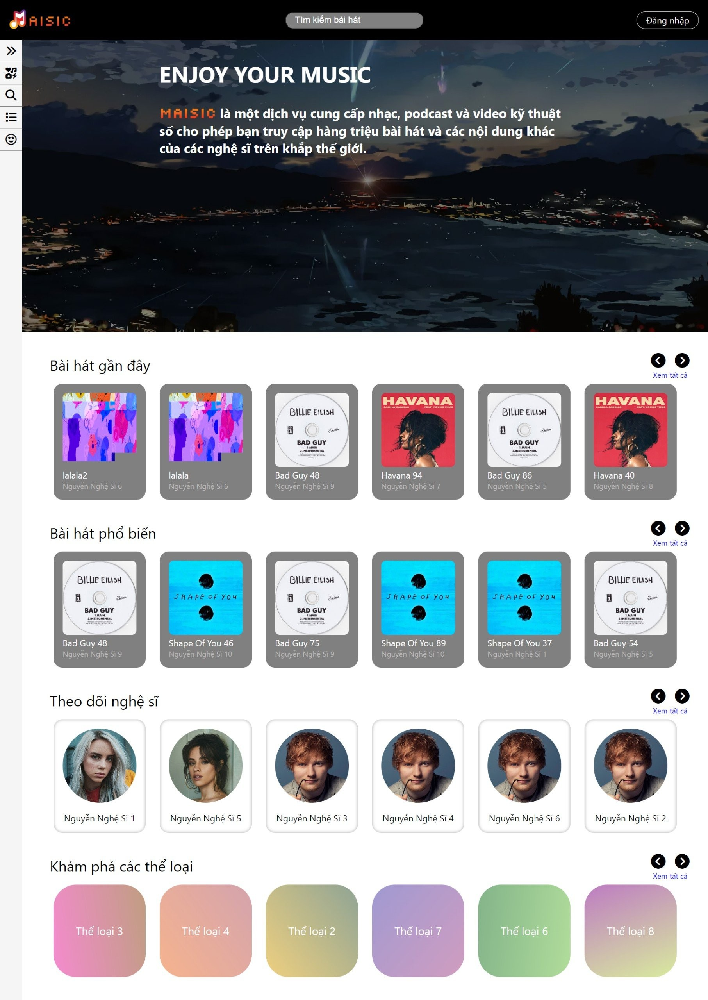 MAISIC
Tìm kiếm bài hát
Đăng nhập
ENJOY YOUR MUSIC
MAISIC là một dịch vụ cung cấp nhạc, podcast và video kỹ thuật
số cho phép bạn truy cập hàng triệu bài hát và các nội dung khác
của các nghệ sĩ trên khắp thế giới.
Bài hát gần đây
Xem tất cả
BILLIE EILISH
BAD GUY
1.MAIN
2.INSTRUMENTAL
HAVANA
CAMILA CABELLO FEAT. YOUNG THUG
BILLIE EILISH
BAD GUY
1.MAIN
2.INSTRUMENTAL
HAVANA
CAMILA CABELLO FEAT. YOUNG THUG
lalala2
Nguyễn Nghệ Sĩ 6
lalala
Nguyễn Nghệ Sĩ 6
Bad Guy 48
Nguyễn Nghệ Sĩ 9
Havana 94
Nguyễn Nghệ Sĩ 7
Bad Guy 86
Nguyễn Nghệ Sĩ 5
Havana 40
Nguyễn Nghệ Sĩ 8
Bài hát phổ biến
Xem tất cả
BILLIE EILISH
BAD GUY
1.MAIN
2.INSTRUMENTAL
SHAPE OF YOU
BILLIE EILISH
BAD GUY
1.MAIN
2.INSTRUMENTAL
SHAPE OF YOU
SHAPE OF YOU
BILLIE EILISH
BAD GUY
1.MAIN
2.INSTRUMENTAL
Bad Guy 48
Nguyễn Nghệ Sĩ 9
Shape Of You 46
Nguyễn Nghệ Sĩ 10
Bad Guy 75
Nguyễn Nghệ Sĩ 9
Shape Of You 89
Nguyễn Nghệ Sĩ 10
Shape Of You 37
Nguyễn Nghệ Sĩ 1
Bad Guy 54
Nguyễn Nghệ Sĩ 5
Theo dõi nghệ sĩ
Xem tất cả
Nguyễn Nghệ Sĩ 1
Nguyễn Nghệ Sĩ 5
Nguyễn Nghệ Sĩ 3
Nguyễn Nghệ Sĩ 4
Nguyễn Nghệ Sĩ 6
Nguyễn Nghệ Sĩ 2
Khám phá các thể loại
Xem tất cả
Thể loại 3
Thể loại 4
Thể loại 2
Thể loại 7
Thể loại 6
Thể loại 8